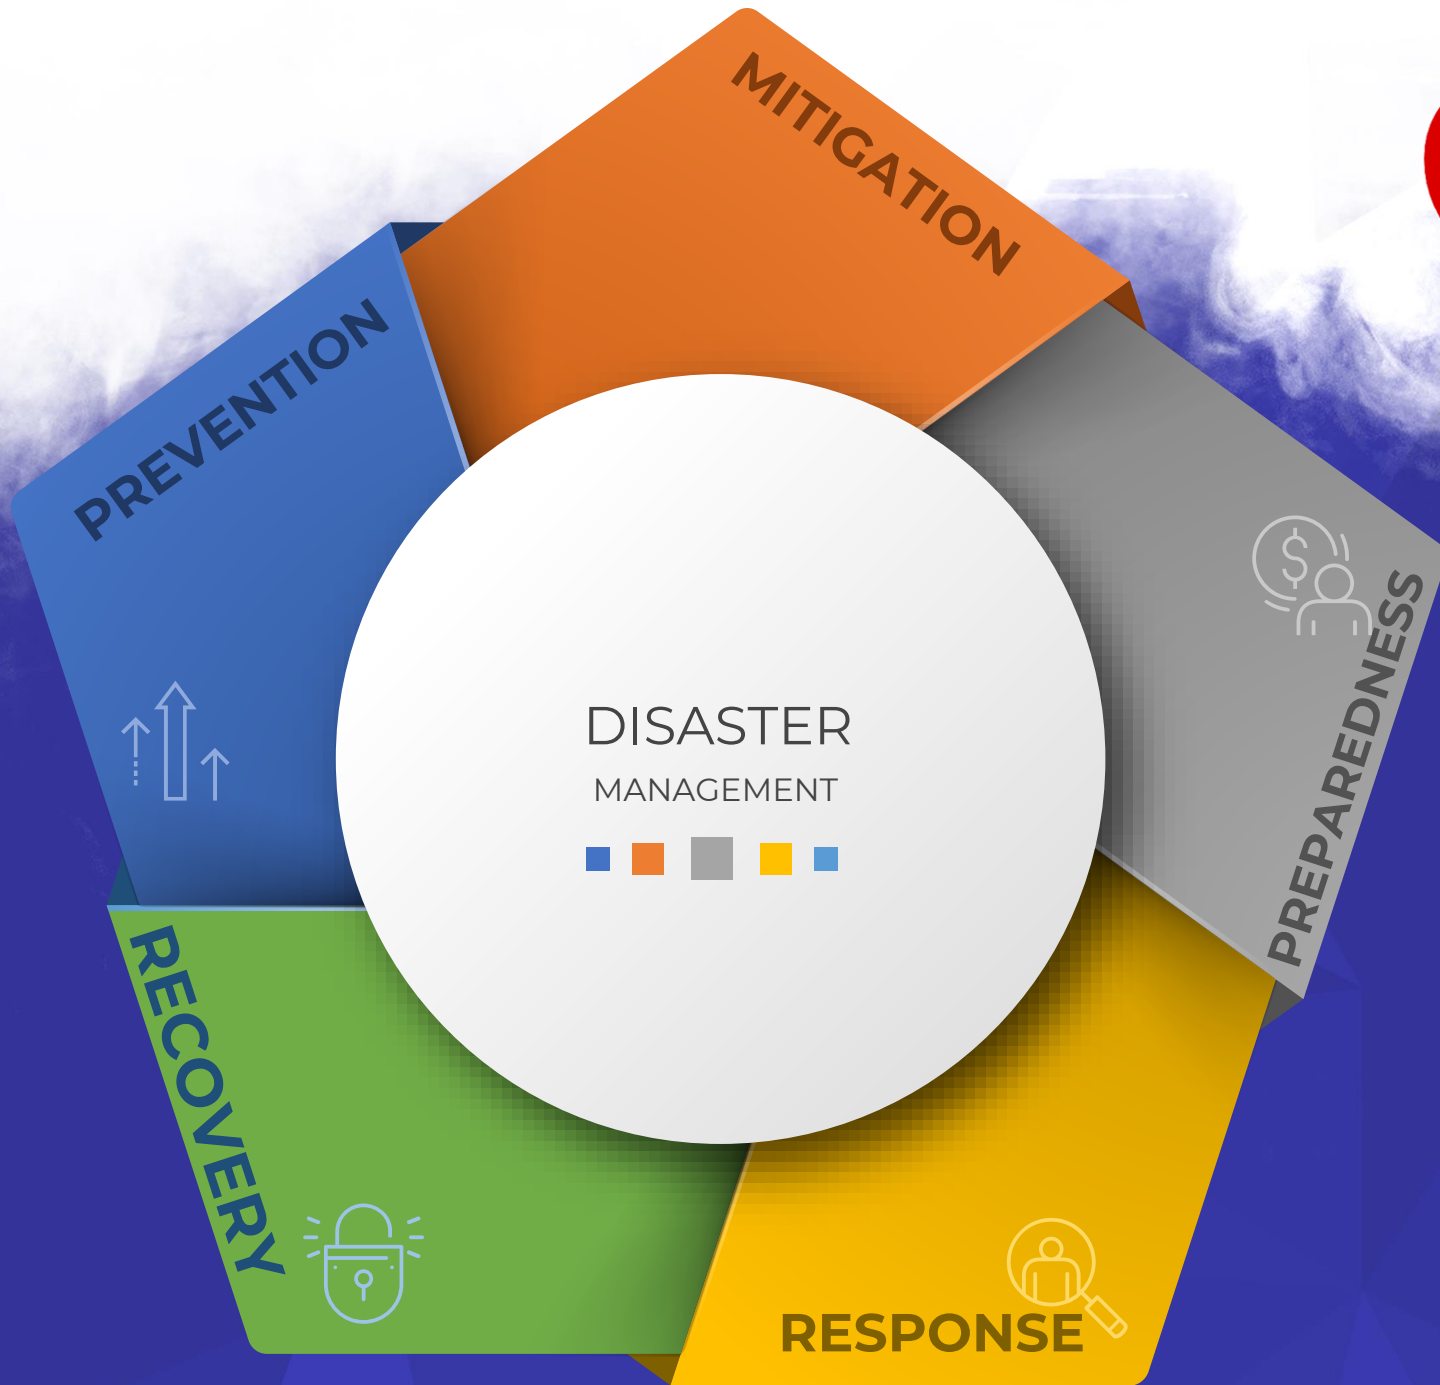 MITIGATION
PREVENTION
PREPAREDNESS
DISASTER
MANAGEMENT
RECOVERY
RESPONSE